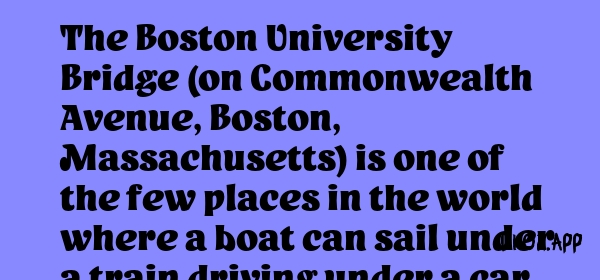 The Boston University
Bridge (on Commonwealth
Avenue, Boston,
Massachusetts) is one of
the few places in the world
where a boat can sail under
a train driving under a car